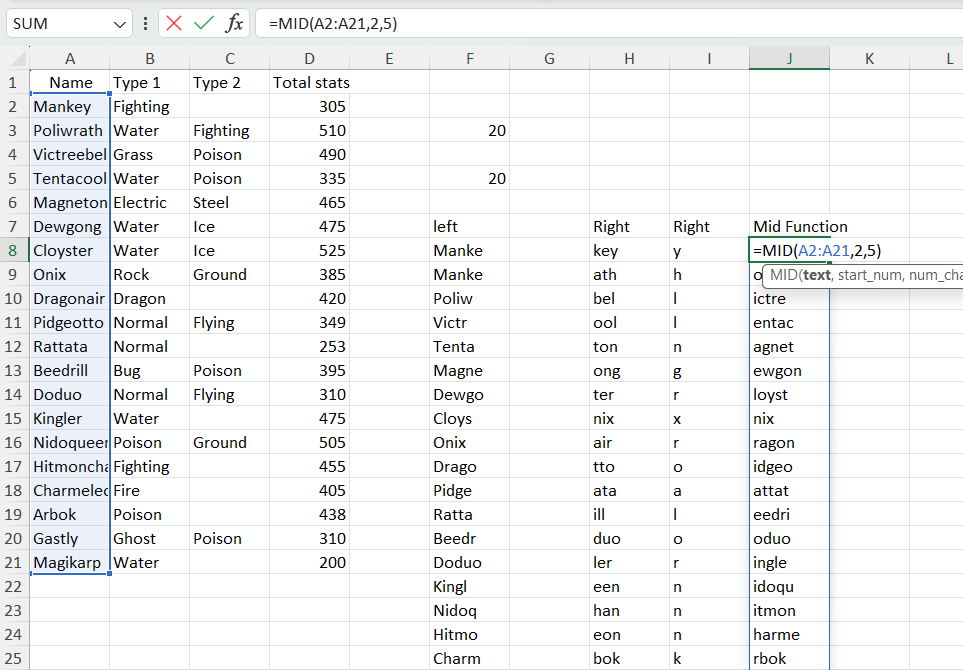 SUM fx =MID(A2:A21,2,5)
A B C D E F G H I J K L
1 Name Type 1 Type 2 Total stats
2 Mankey Fighting 305
3 Poliwrath Water Fighting 510 20
4 Victreebel Grass Poison 490
5 Tentacool Water Poison 335 20
6 Magneton Electric Steel 465
7 Dewgong Water Ice 475 left Right Right Mid Function
8 Cloyster Water Ice 525 Manke key y =MID(A2:A21,2,5)
9 Onix Rock Ground 385 Manke ath h o MID(text, start_num, num_cha
10 Dragonair Dragon 420 Poliw bel l ictre
11 Pidgeotto Normal Flying 349 Victr ool l entac
12 Rattata Normal 253 Tenta ton n agnet
13 Beedrill Bug Poison 395 Magne ong g ewgon
14 Doduo Normal Flying 310 Dewgo ter r loyst
15 Kingler Water 475 Cloys nix x nix
16 Nidoqueen Poison Ground 505 Onix air r ragon
17 Hitmoncha Fighting 455 Drago tto o idgeo
18 Charmelec Fire 405 Pidge ata a attat
19 Arbok Poison 438 Ratta ill l eedri
20 Gastly Ghost Poison 310 Beedr duo o oduo
21 Magikarp Water 200 Doduo ler r ingle
22 Kingl een n idoqu
23 Nidoq han n itmon
24 Hitmo eon n harme
25 Charm bok k rbok